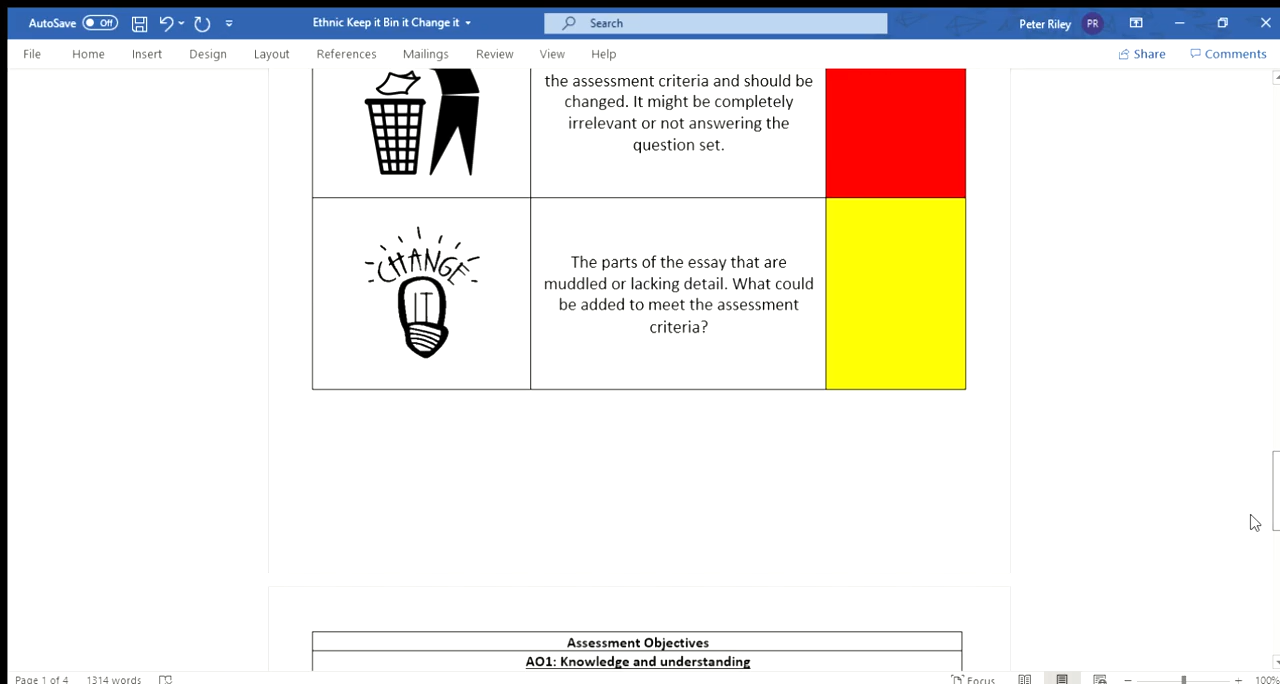 AutoSave Off Ethnic Keep it Bin it Change it Search Peter Riley PR
File Home Insert Design Layout References Mailings Review View Help Share Comments
the assessment criteria and should be
changed. It might be completely
irrelevant or not answering the
question set.
CHANGE
IT
The parts of the essay that are
muddled or lacking detail. What could
be added to meet the assessment
criteria?
Assessment Objectives
AO1: Knowledge and understanding
Page 1 of 4 1314 words Focus 100%